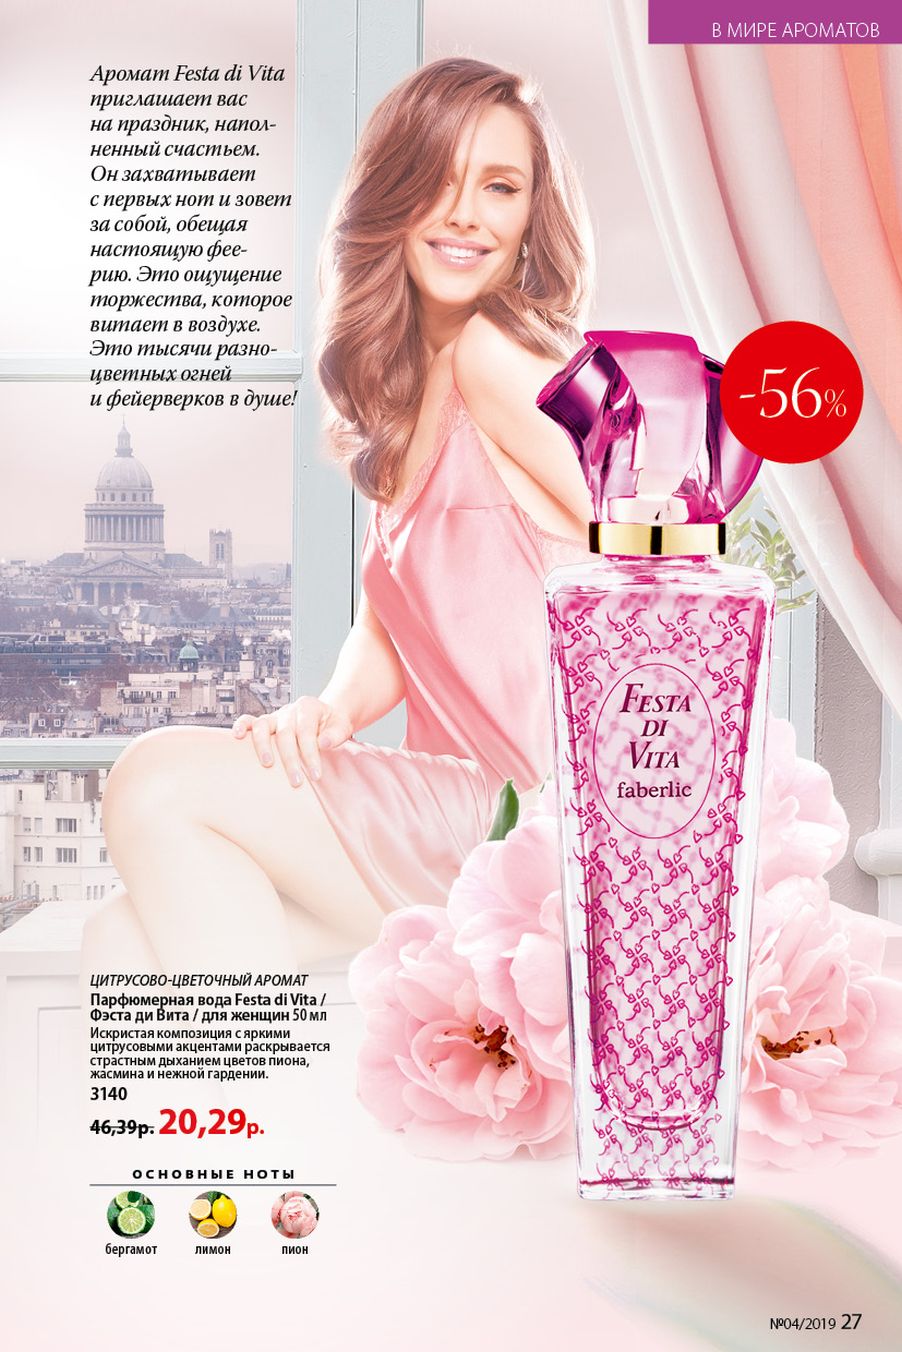 В МИРЕ АРОМАТОВ
Аромат Festa di Vita
приглашает вас
на праздник, напол-
ненный счастьем.
Он захватывает
с первых нот и зовет
за собой, обещая
настоящую фее-
рию. Это ощущение
торжества, которое
витает в воздухе.
Это тысячи разно-
цветных огней
и фейерверков в душе!
-56%
FESTA
DI
VITA
faberlic
ЦИТРУСОВО-ЦВЕТОЧНЫЙ АРОМАТ
Парфюмерная вода Festa di Vita /
Фэста ди Вита / для женщин 50 мл
Искристая композиция с яркими
цитрусовыми акцентами раскрывается
страстным дыханием цветов пиона,
жасмина и нежной гардении.
3140
46,39р. 20,29р.
ОСНОВНЫЕ НОТЫ
бергамот лимон пион
№04/2019 27